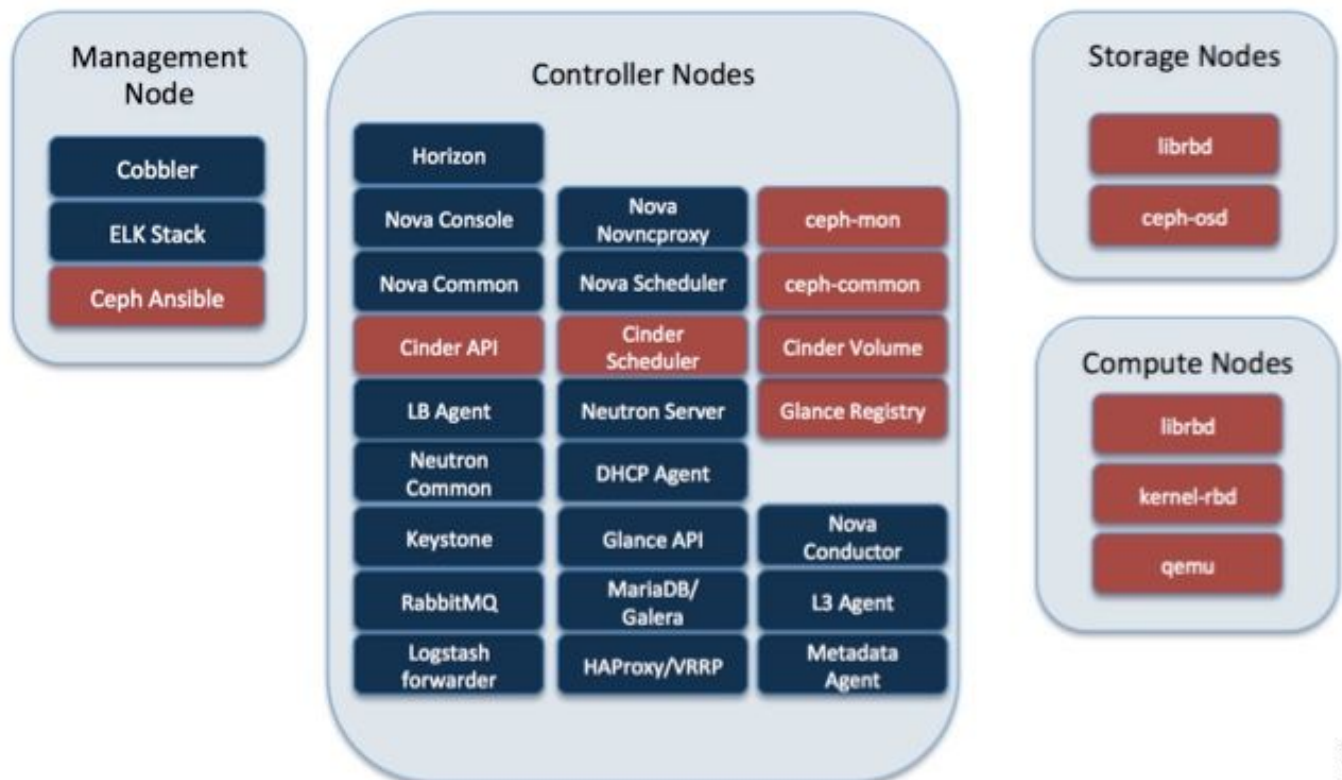 Management
Node
Cobbler
ELK Stack
Ceph Ansible
Controller Nodes
Horizon
Nova Console
Nova
Novncproxy
ceph-mon
Nova Common
Nova Scheduler
ceph-common
Cinder API
Cinder
Scheduler
Cinder Volume
LB Agent
Neutron Server
Glance Registry
Neutron
Common
DHCP Agent
Keystone
Glance API
Nova
Conductor
RabbitMQ
MariaDB/
Galera
L3 Agent
Logstash
forwarder
HAProxy/VRRP
Metadata
Agent
Storage Nodes
librbd
ceph-osd
Compute Nodes
librbd
kernel-rbd
qemu